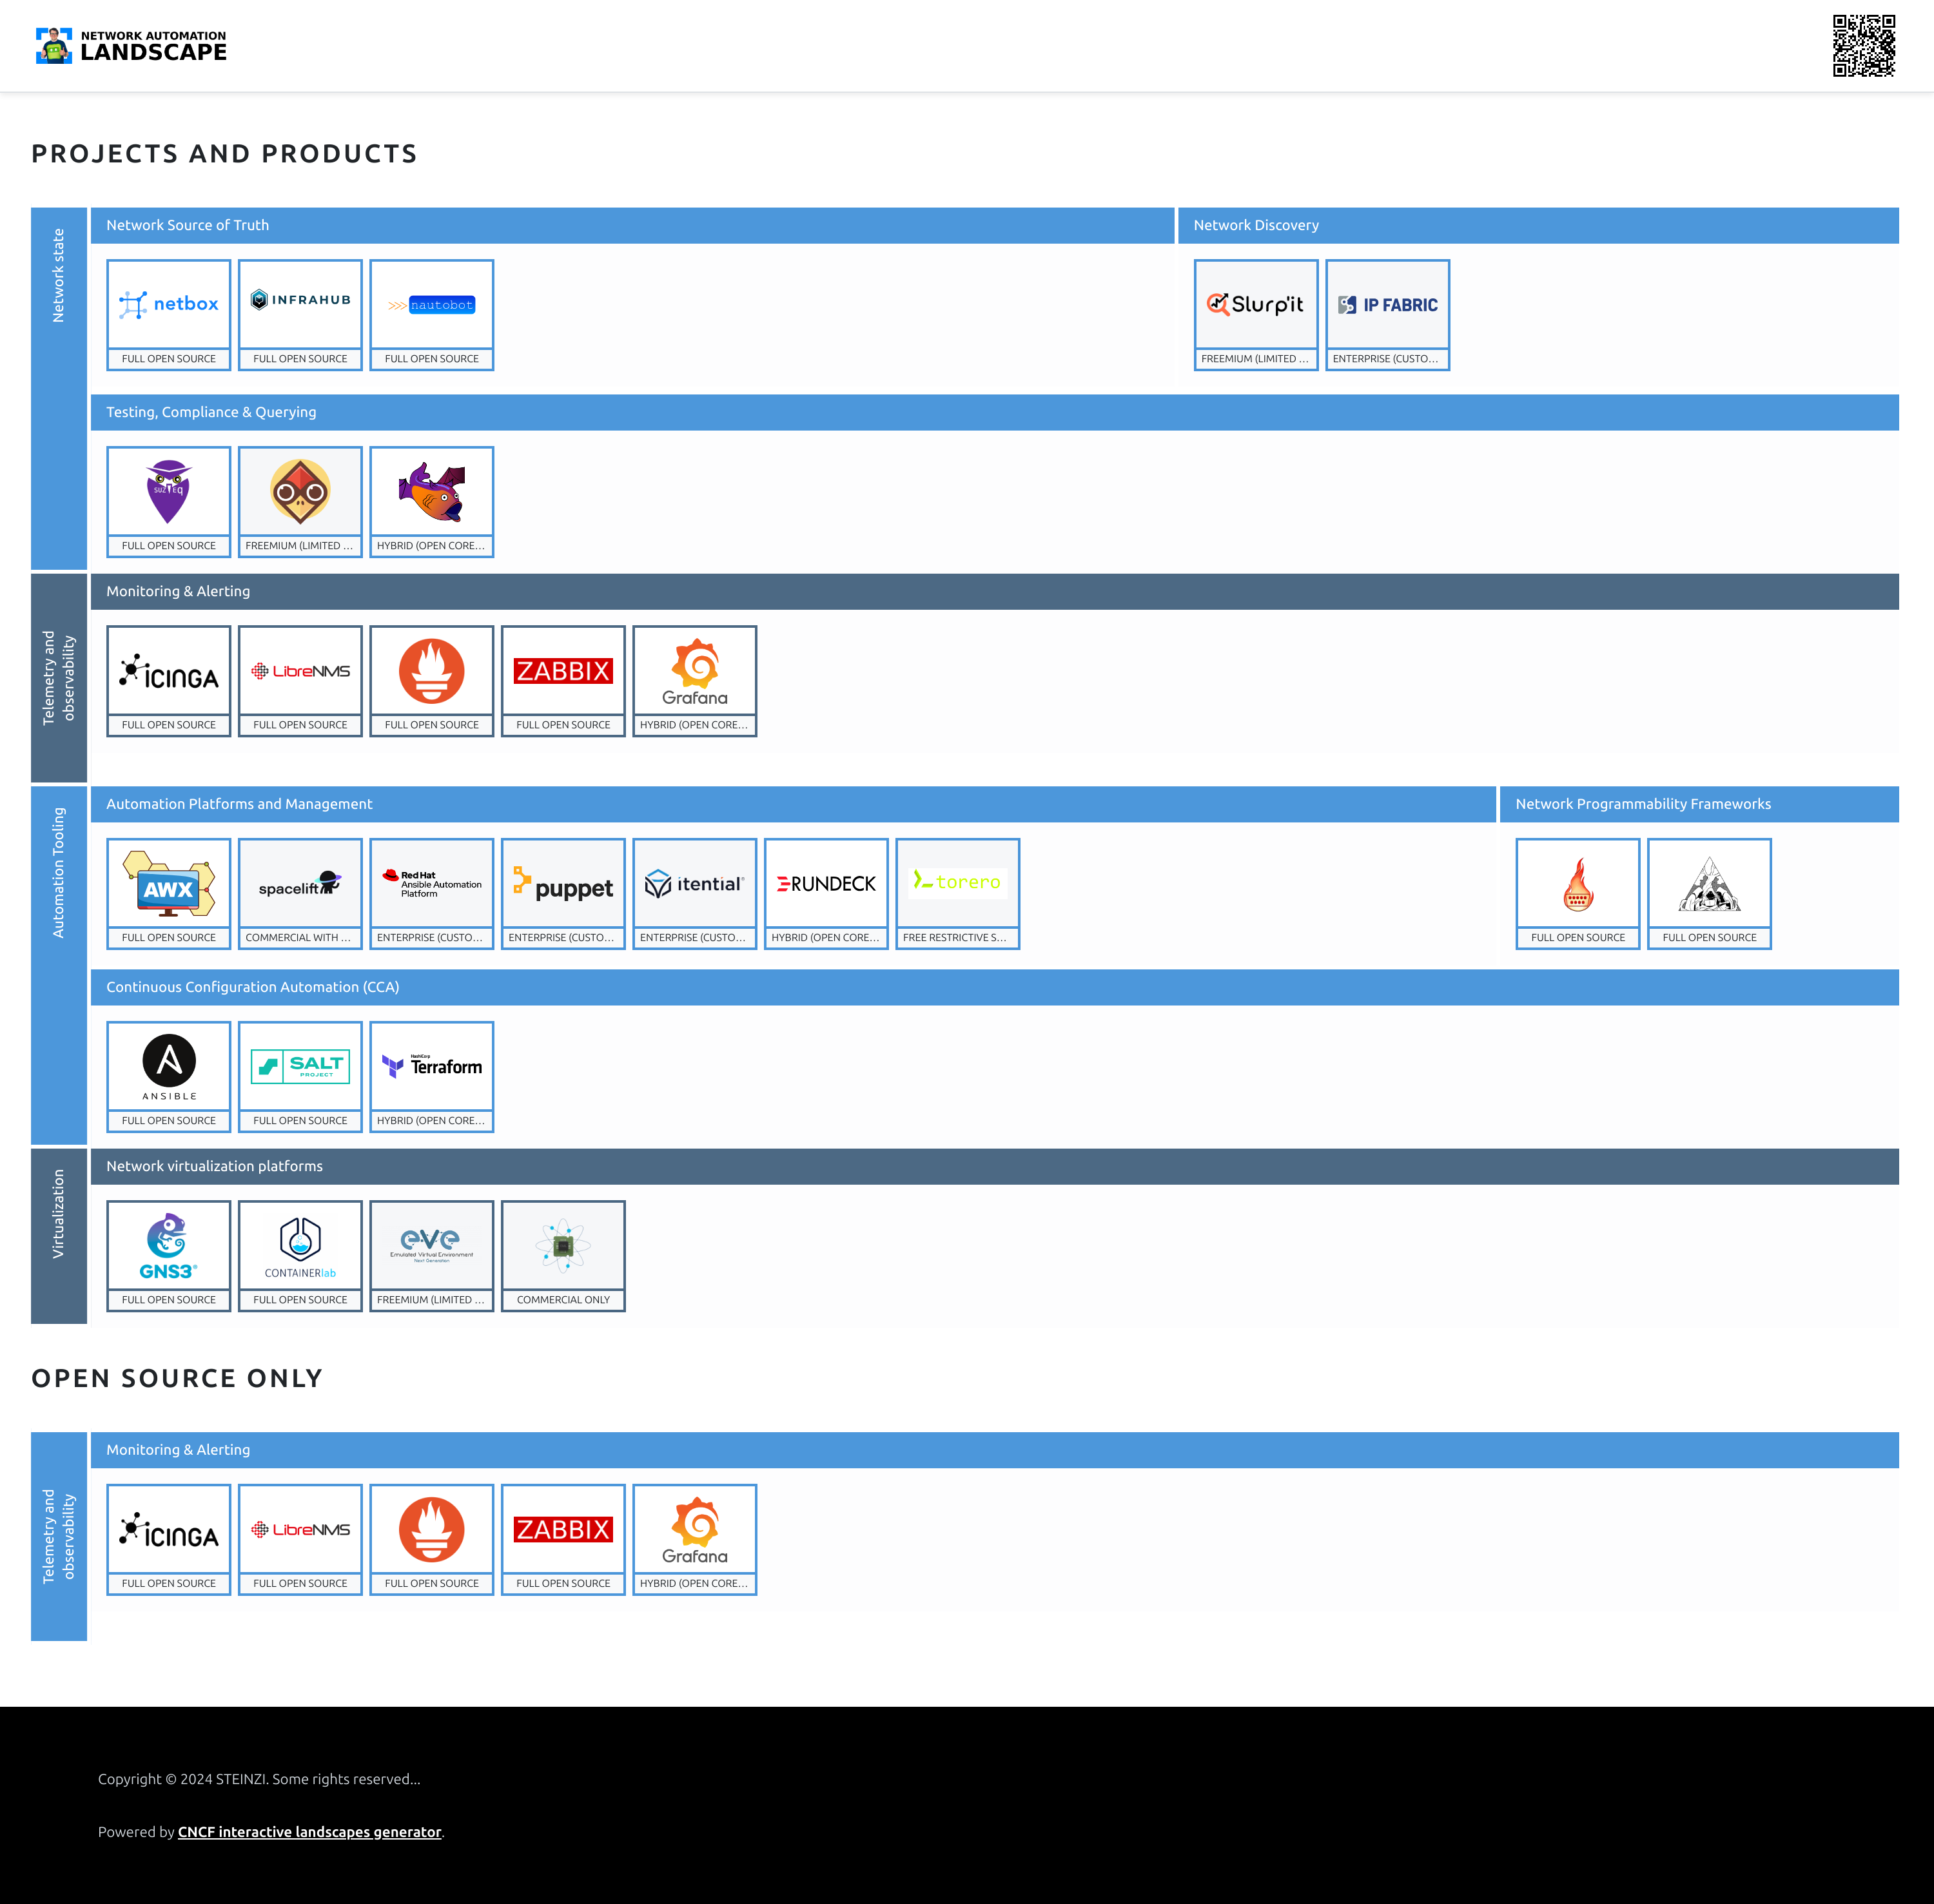 NETWORK AUTOMATION
LANDSCAPE
PROJECTS AND PRODUCTS
Network state
Network Source of Truth
netbox
FULL OPEN SOURCE
INFRAHUB
FULL OPEN SOURCE
>>> nautobot
FULL OPEN SOURCE
Network Discovery
Slurp'it
FREEMIUM (LIMITED ...
IP FABRIC
ENTERPRISE (CUSTO...
Testing, Compliance & Querying
SUZIEQ
FULL OPEN SOURCE
FREEMIUM (LIMITED ...
HYBRID (OPEN CORE...
Telemetry and
observability
Monitoring & Alerting
ICINGA
FULL OPEN SOURCE
LibreNMS
FULL OPEN SOURCE
FULL OPEN SOURCE
ZABBIX
FULL OPEN SOURCE
Grafana
HYBRID (OPEN CORE...
Automation Tooling
Automation Platforms and Management
AWX
FULL OPEN SOURCE
spacelift
COMMERCIAL WITH ...
Red Hat
Ansible Automation
Platform
ENTERPRISE (CUSTO...
puppet
ENTERPRISE (CUSTO...
itential
ENTERPRISE (CUSTO...
RUNDECK
HYBRID (OPEN CORE...
torero
FREE RESTRICTIVE S...
Network Programmability Frameworks
FULL OPEN SOURCE
FULL OPEN SOURCE
Continuous Configuration Automation (CCA)
ANSIBLE
FULL OPEN SOURCE
SALT
PROJECT
FULL OPEN SOURCE
HashiCorp
Terraform
HYBRID (OPEN CORE...
Virtualization
Network virtualization platforms
GNS3
FULL OPEN SOURCE
CONTAINERlab
FULL OPEN SOURCE
eve
Emulated Virtual Environment
Next Generation
FREEMIUM (LIMITED ...
COMMERCIAL ONLY
OPEN SOURCE ONLY
Telemetry and
observability
Monitoring & Alerting
ICINGA
FULL OPEN SOURCE
LibreNMS
FULL OPEN SOURCE
FULL OPEN SOURCE
ZABBIX
FULL OPEN SOURCE
Grafana
HYBRID (OPEN CORE...
Copyright © 2024 STEINZI. Some rights reserved...
Powered by CNCF interactive landscapes generator.